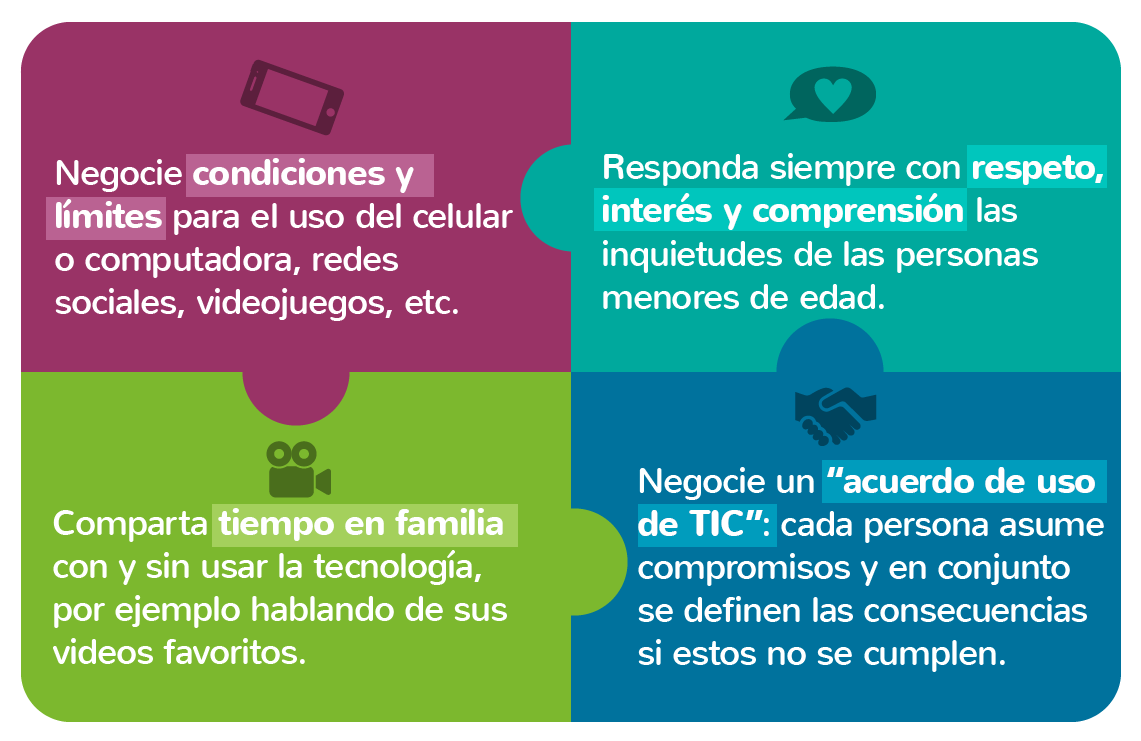 Negocie condiciones y
límites para el uso del celular
o computadora, redes
sociales, videojuegos, etc.
Responda siempre con respeto,
interés y comprensión las
inquietudes de las personas
menores de edad.
Comparta tiempo en familia
con y sin usar la tecnología,
por ejemplo hablando de sus
videos favoritos.
Negocie un “acuerdo de uso
de TIC”: cada persona asume
compromisos y en conjunto
se definen las consecuencias
si estos no se cumplen.